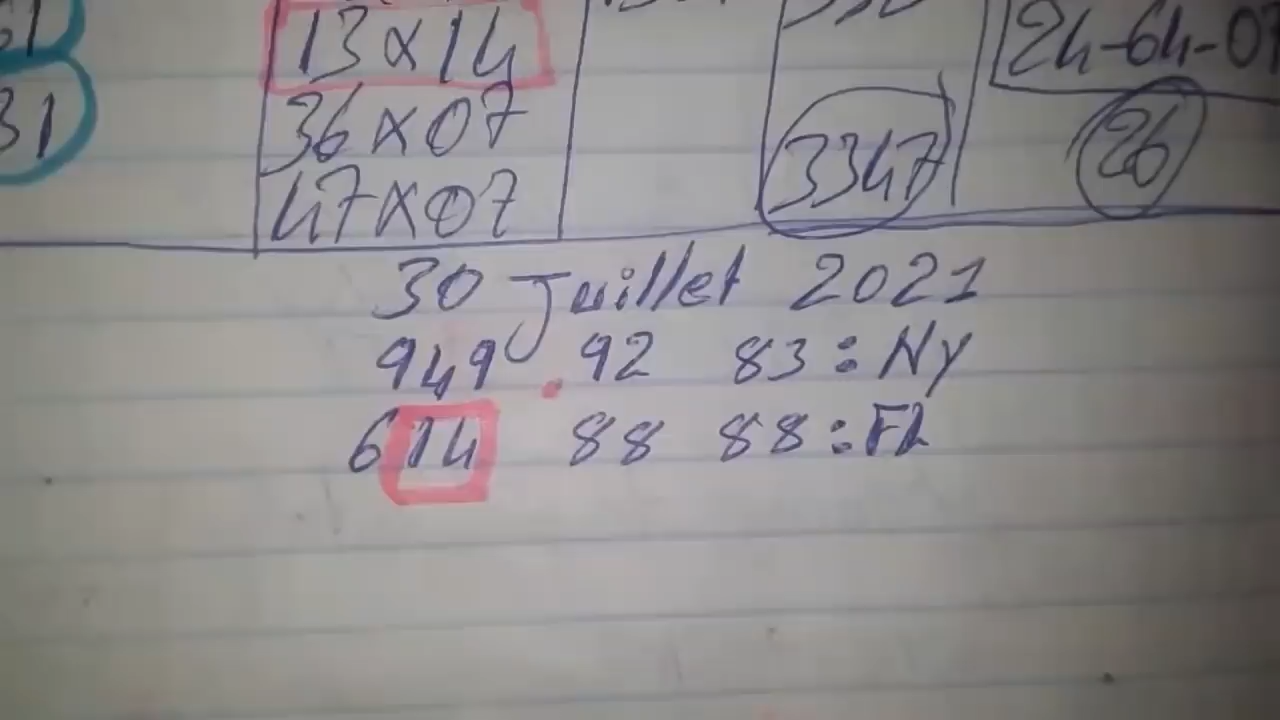 13x14
24-64-07
31
36x07
3347
26
47x07
30 Juillet 2021
949 92 83 : Ny
614 88 88 : FL